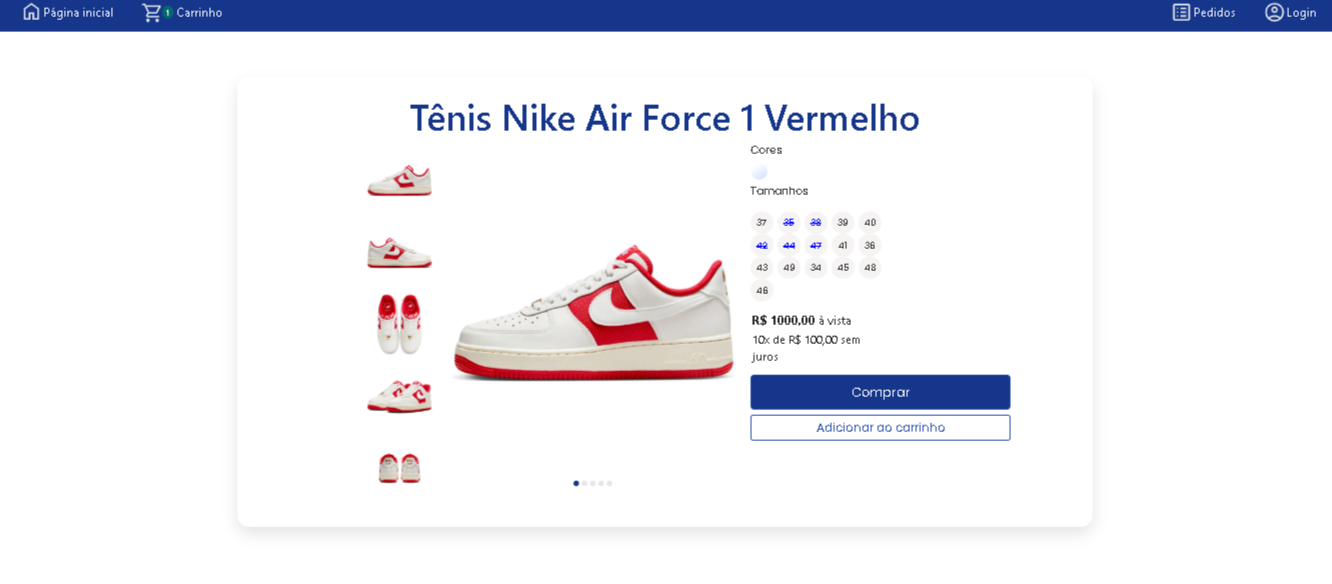 Página inicial
1
Carrinho
Pedidos
Login
Tênis Nike Air Force 1 Vermelho
Cores
Tamanhos
37 35 38 39 40
42 44 47 41 36
43 49 34 45 48
46
R$ 1000,00 à vista
10x de R$ 100,00 sem
juros
Comprar
Adicionar ao carrinho